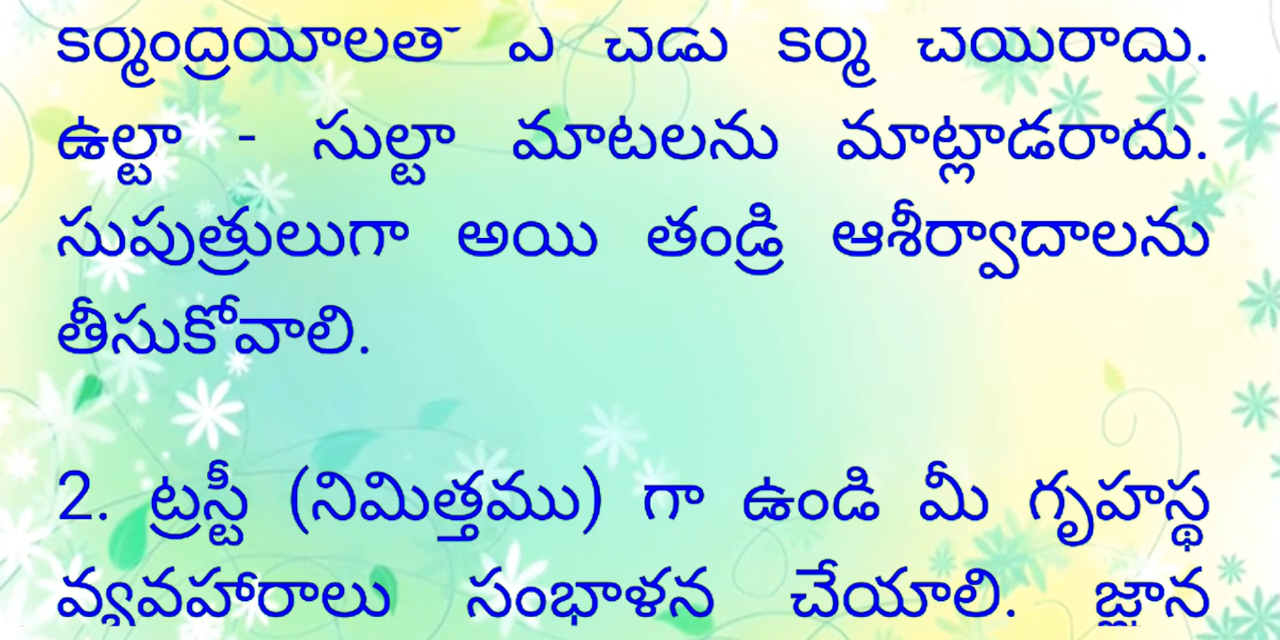 కర్మేంద్రియాలతో ఏ చెడు కర్మ చేయరాదు.
ఉల్టా - సుల్టా మాటలను మాట్లాడరాదు.
సుపుత్రులుగా అయి తండ్రి ఆశీర్వాదాలను
తీసుకోవాలి.
2. ట్రస్టీ (నిమిత్తము) గా ఉండి మీ గృహస్థ
వ్యవహారాలు సంభాళన చేయాలి. జ్ఞాన